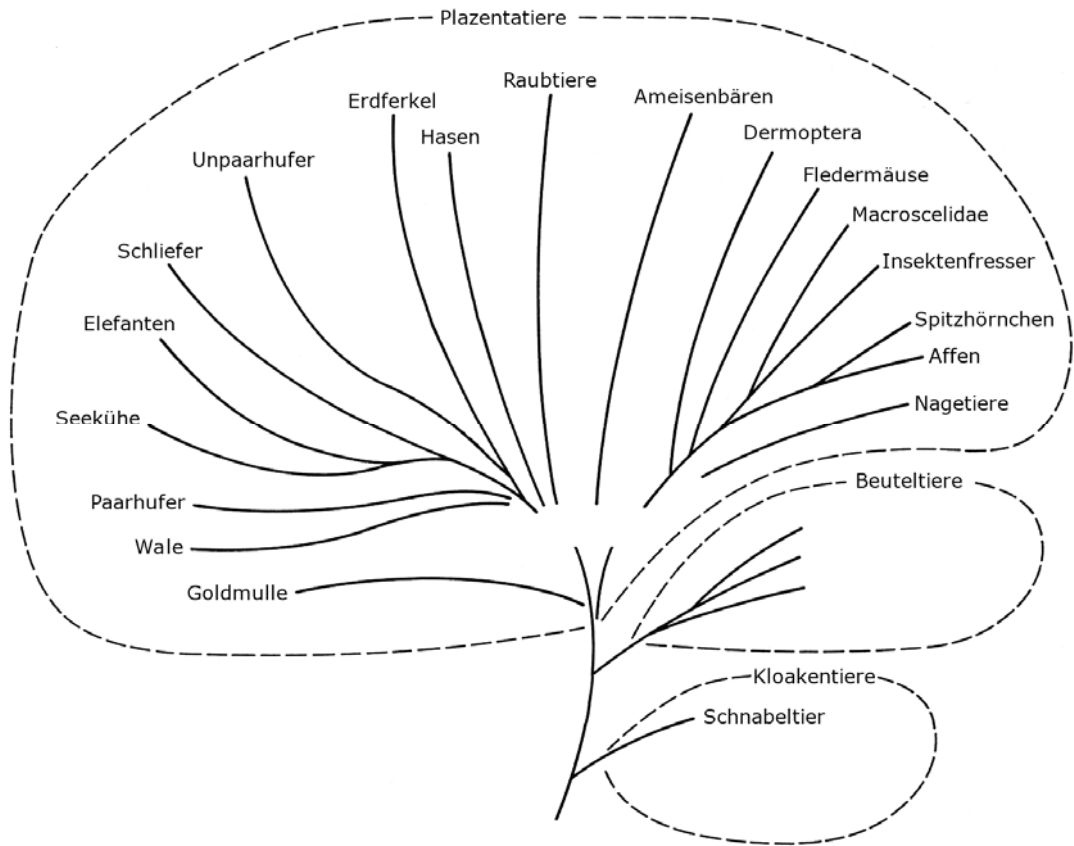 Plazentatiere
Raubtiere
Erdferkel
Ameisenbären
Hasen
Dermoptera
Unpaarhufer
Fledermäuse
Macroscelidae
Schliefer
Insektenfresser
Elefanten
Spitzhörnchen
Affen
Nagetiere
Seekühe
Beuteltiere
Paarhufer
Wale
Goldmulle
Kloakentiere
Schnabeltier